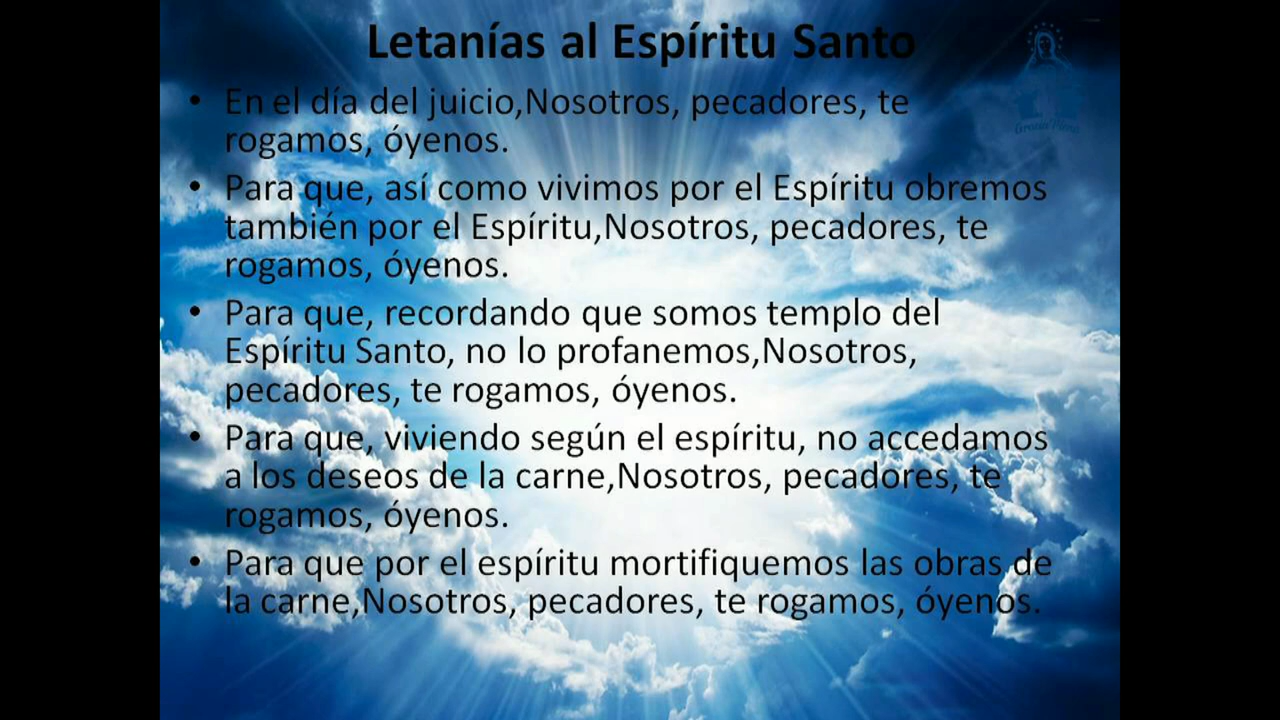 Letanías al Espíritu Santo
• En el día del juicio,Nosotros, pecadores, te
rogamos, óyenos.
• Para que, así como vivimos por el Espíritu obremos
también por el Espíritu,Nosotros, pecadores, te
rogamos, óyenos.
• Para que, recordando que somos templo del
Espíritu Santo, no lo profanemos,Nosotros,
pecadores, te rogamos, óyenos.
• Para que, viviendo según el espíritu, no accedamos
a los deseos de la carne,Nosotros, pecadores, te
rogamos, óyenos.
• Para que por el espíritu mortifiquemos las obras de
la carne,Nosotros, pecadores, te rogamos, óyenos.